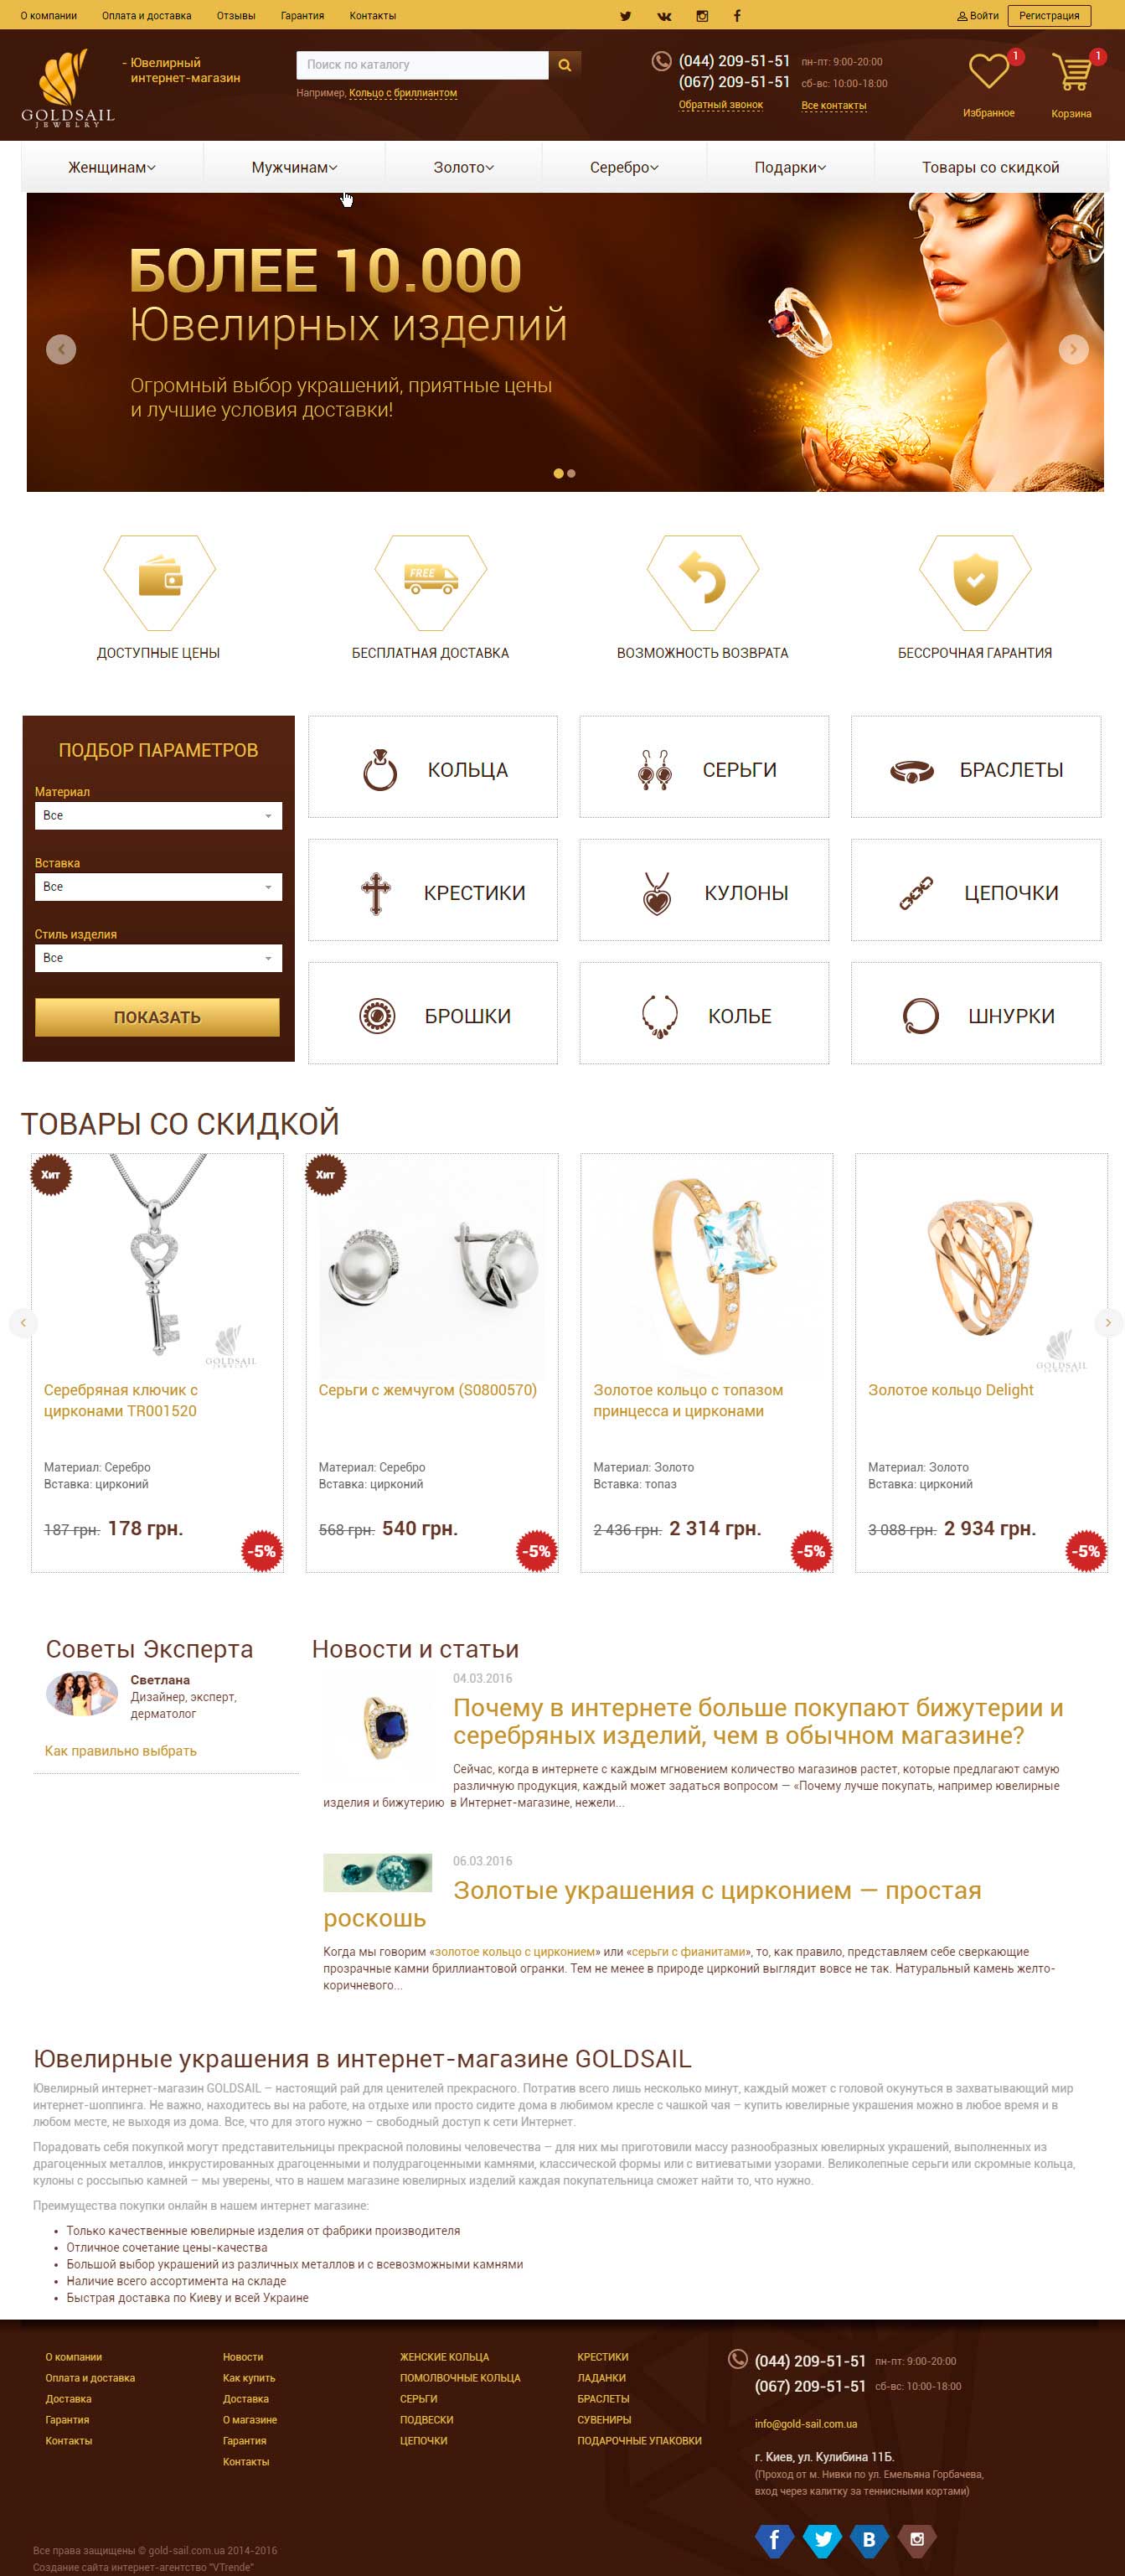 О компании Оплата и доставка Отзывы Гарантия Контакты Войти Регистрация
GOLDSAIL
JEWELRY
- Ювелирный
интернет-магазин
Поиск по каталогу
Например, Кольцо с бриллиантом
(044) 209-51-51 пн-пт: 9:00-20:00
(067) 209-51-51 сб-вс: 10:00-18:00
Обратный звонок Все контакты
1
Избранное
1
Корзина
Женщинам Мужчинам Золото Серебро Подарки Товары со скидкой
БОЛЕЕ 10.000
Ювелирных изделий
Огромный выбор украшений, приятные цены
и лучшие условия доставки!
FREE
ДОСТУПНЫЕ ЦЕНЫ БЕСПЛАТНАЯ ДОСТАВКА ВОЗМОЖНОСТЬ ВОЗВРАТА БЕССРОЧНАЯ ГАРАНТИЯ
ПОДБОР ПАРАМЕТРОВ
Материал
Все
Вставка
Все
Стиль изделия
Все
ПОКАЗАТЬ
КОЛЬЦА СЕРЬГИ БРАСЛЕТЫ
КРЕСТИКИ КУЛОНЫ ЦЕПОЧКИ
БРОШКИ КОЛЬЕ ШНУРКИ
ТОВАРЫ СО СКИДКОЙ
Хит
GOLDSAIL
JEWELRY
Серебряная ключик с
цирконами TR001520
Материал: Серебро
Вставка: цирконий
187 грн. 178 грн.
-5%
Хит
Серьги с жемчугом (S0800570)
Материал: Серебро
Вставка: цирконий
568 грн. 540 грн.
-5%
Золотое кольцо с топазом
принцесса и цирконами
Материал: Золото
Вставка: топаз
2 436 грн. 2 314 грн.
-5%
GOLDSAIL
JEWELRY
Золотое кольцо Delight
Материал: Золото
Вставка: цирконий
3 088 грн. 2 934 грн.
-5%
Советы Эксперта
Светлана
Дизайнер, эксперт,
дерматолог
Как правильно выбрать
Новости и статьи
04.03.2016
Почему в интернете больше покупают бижутерии и
серебряных изделий, чем в обычном магазине?
Сейчас, когда в интернете с каждым мгновением количество магазинов растет, которые предлагают самую
различную продукция, каждый может задаться вопросом — «Почему лучше покупать, например ювелирные
изделия и бижутерию в Интернет-магазине, нежели...
06.03.2016
Золотые украшения с цирконием — простая
роскошь
Когда мы говорим «золотое кольцо с цирконием» или «серьги с фианитами», то, как правило, представляем себе сверкающие
прозрачные камни бриллиантовой огранки. Тем не менее в природе цирконий выглядит вовсе не так. Натуральный камень желто-
коричневого...
Ювелирные украшения в интернет-магазине GOLDSAIL
Ювелирный интернет-магазин GOLDSAIL – настоящий рай для ценителей прекрасного. Потратив всего лишь несколько минут, каждый может с головой окунуться в захватывающий мир
интернет-шоппинга. Не важно, находитесь вы на работе, на отдыхе или просто сидите дома в любимом кресле с чашкой чая – купить ювелирные украшения можно в любое время и в
любом месте, не выходя из дома. Все, что для этого нужно – свободный доступ к сети Интернет.
Порадовать себя покупкой могут представительницы прекрасной половины человечества – для них мы приготовили массу разнообразных ювелирных украшений, выполненных из
драгоценных металлов, инкрустированных драгоценными и полудрагоценными камнями, классической формы или с витиеватыми узорами. Великолепные серьги или скромные кольца,
кулоны с россыпью камней – мы уверены, что в нашем магазине ювелирных изделий каждая покупательница сможет найти то, что нужно.
Преимущества покупки онлайн в нашем интернет магазине:
• Только качественные ювелирные изделия от фабрики производителя
• Отличное сочетание цены-качества
• Большой выбор украшений из различных металлов и с всевозможными камнями
• Наличие всего ассортимента на складе
• Быстрая доставка по Киеву и всей Украине
О компании
Оплата и доставка
Доставка
Гарантия
Контакты
Новости
Как купить
Доставка
О магазине
Гарантия
Контакты
ЖЕНСКИЕ КОЛЬЦА
ПОМОЛВОЧНЫЕ КОЛЬЦА
СЕРЬГИ
ПОДВЕСКИ
ЦЕПОЧКИ
КРЕСТИКИ
ЛАДАНКИ
БРАСЛЕТЫ
СУВЕНИРЫ
ПОДАРОЧНЫЕ УПАКОВКИ
(044) 209-51-51 пн-пт: 9:00-20:00
(067) 209-51-51 сб-вс: 10:00-18:00
info@gold-sail.com.ua
г. Киев, ул. Кулибина 11Б.
(Проход от м. Нивки по ул. Емельяна Горбачева,
вход через калитку за теннисными кортами)
Все права защищены © gold-sail.com.ua 2014-2016
Создание сайта интернет-агентство "VTrende"